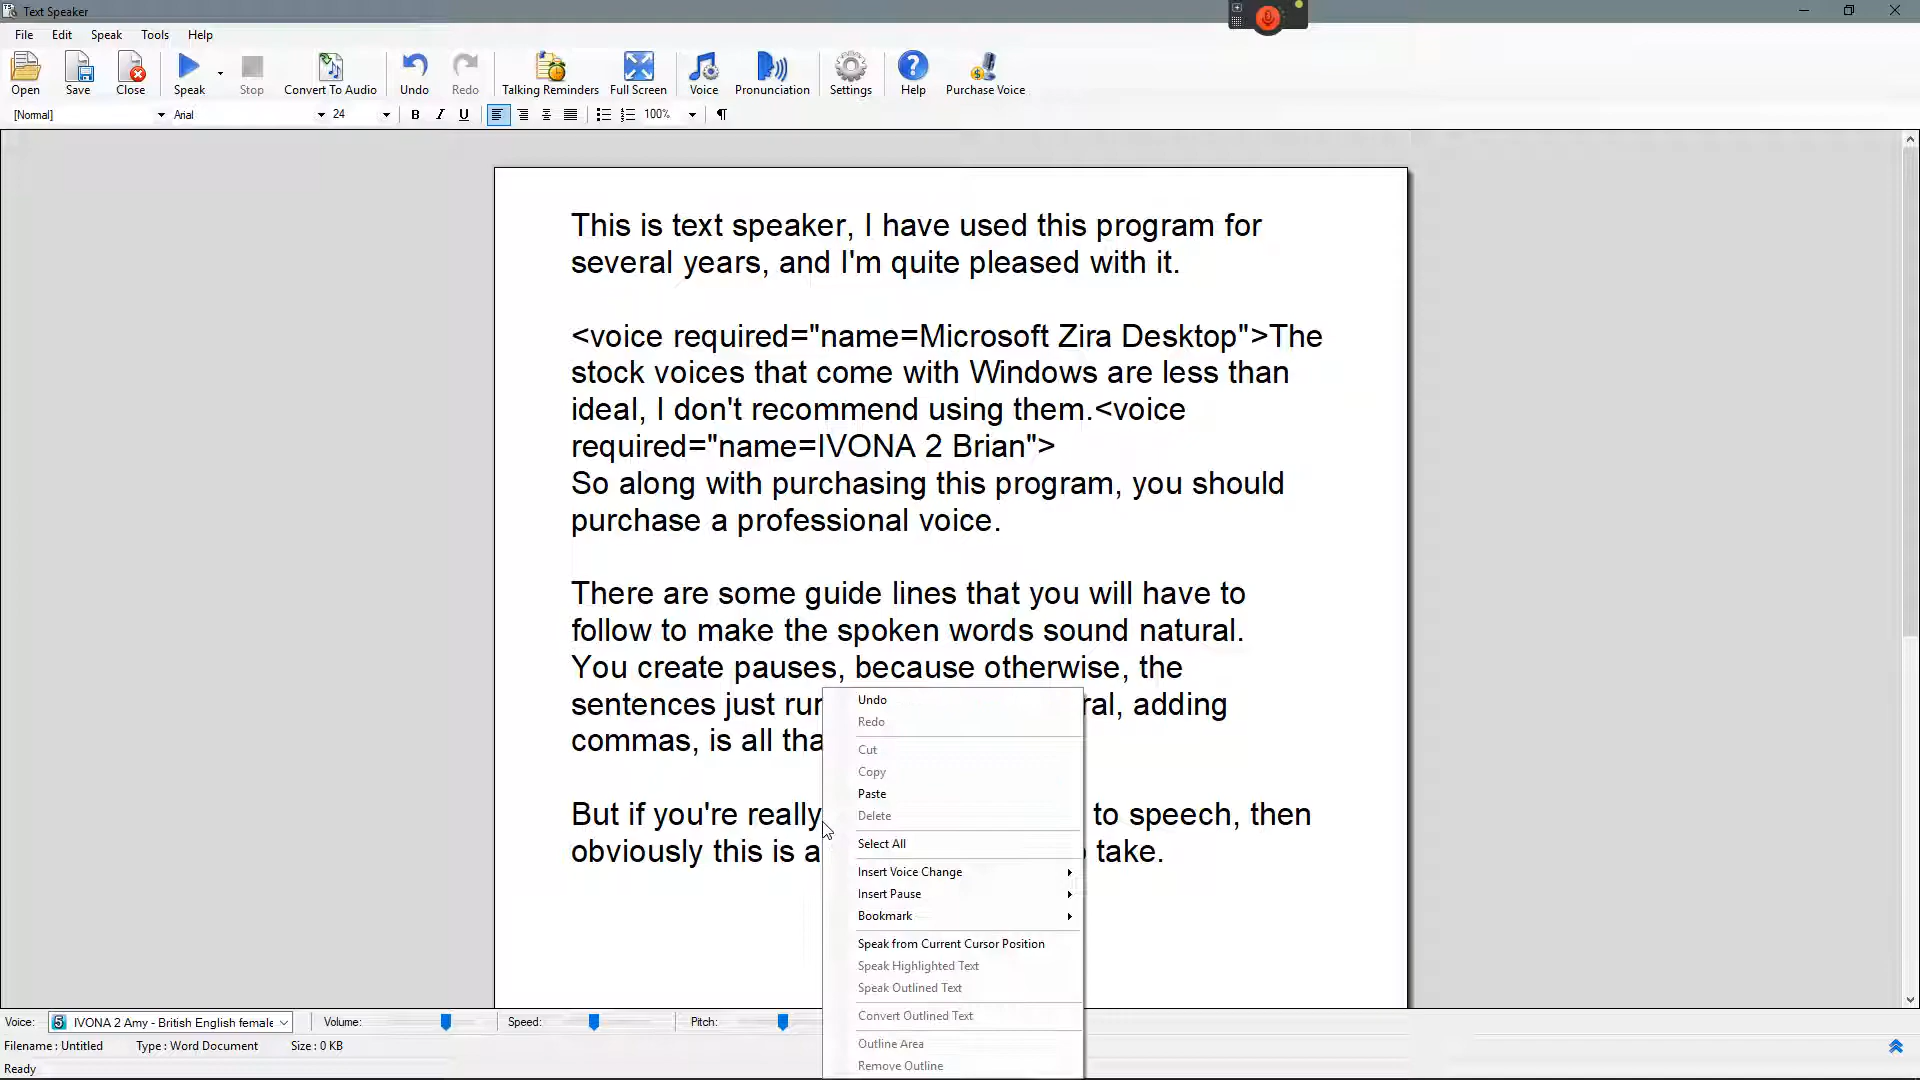 Text Speaker
File Edit Speak Tools Help
Open Save Close Speak Stop Convert To Audio Undo Redo Talking Reminders Full Screen Voice Pronunciation Settings Help Purchase Voice
[Normal] Arial 24 B I U 100% ¶
This is text speaker, I have used this program for
several years, and I'm quite pleased with it.
<voice required="name=Microsoft Zira Desktop">The
stock voices that come with Windows are less than
ideal, I don't recommend using them.<voice
required="name=IVONA 2 Brian">
So along with purchasing this program, you should
purchase a professional voice.
There are some guide lines that you will have to
follow to make the spoken words sound natural.
You create pauses, because otherwise, the
sentences just run ral, adding
commas, is all tha
But if you're really to speech, then
obviously this is a take.
Undo
Redo
Cut
Copy
Paste
Delete
Select All
Insert Voice Change
Insert Pause
Bookmark
Speak from Current Cursor Position
Speak Highlighted Text
Speak Outlined Text
Convert Outlined Text
Outline Area
Remove Outline
Voice: IVONA 2 Amy - British English female Volume: Speed: Pitch:
Filename : Untitled Type : Word Document Size : 0 KB
Ready